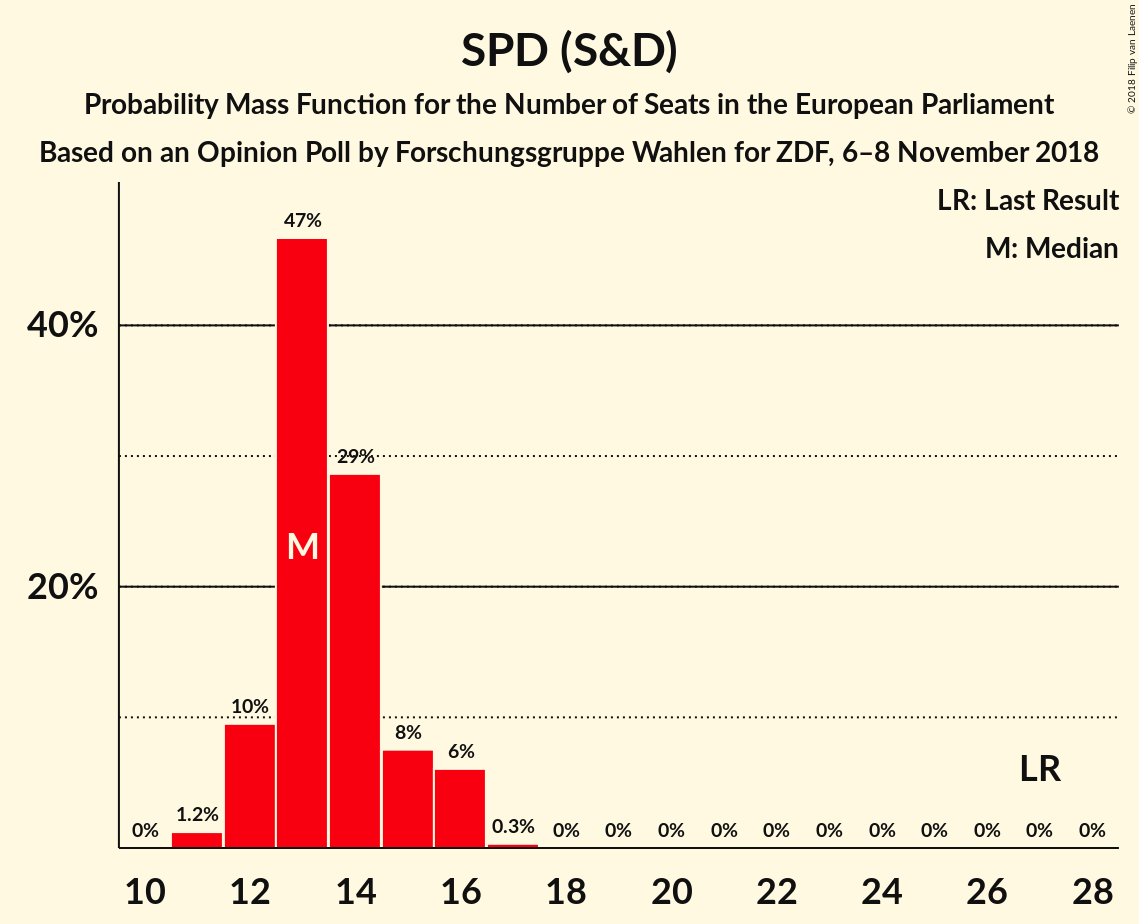 © 2018 Filip van Laenen
SPD (S&D)
Probability Mass Function for the Number of Seats in the European Parliament
Based on an Opinion Poll by Forschungsgruppe Wahlen for ZDF, 6–8 November 2018
LR: Last Result
M: Median
40%
20%
0%
1.2%
10%
47%
M
29%
8%
6%
0.3%
0%
0%
0%
0%
0%
0%
0%
0%
0%
0%
0%
LR
10 12 14 16 18 20 22 24 26 28